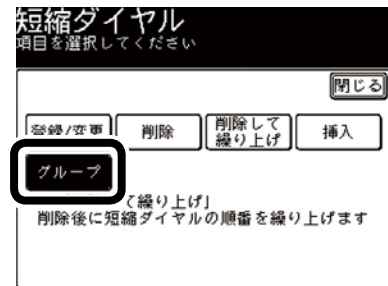 短縮ダイヤル
項目を選択してください
閉じる
登録/変更 削除 削除して繰り上げ 挿入
グループ
て繰り上げ」
削除後に短縮ダイヤルの順番を繰り上げます